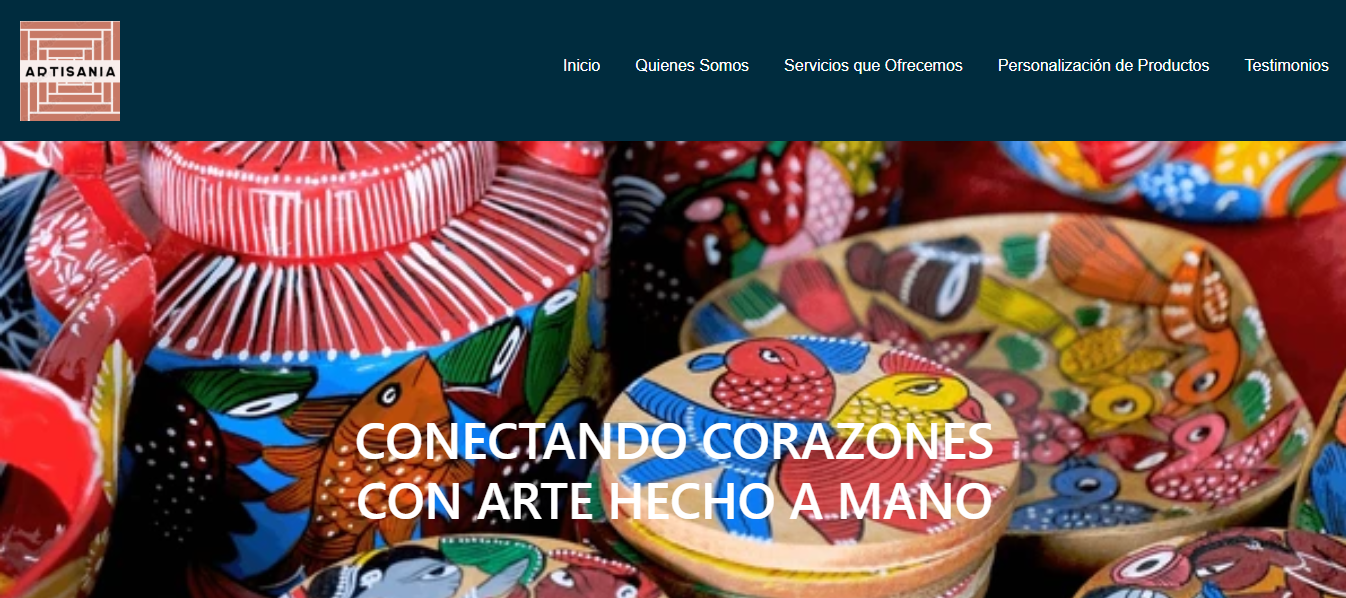 ARTISANIA
Inicio Quienes Somos Servicios que Ofrecemos Personalización de Productos Testimonios
CONECTANDO CORAZONES
CON ARTE HECHO A MANO